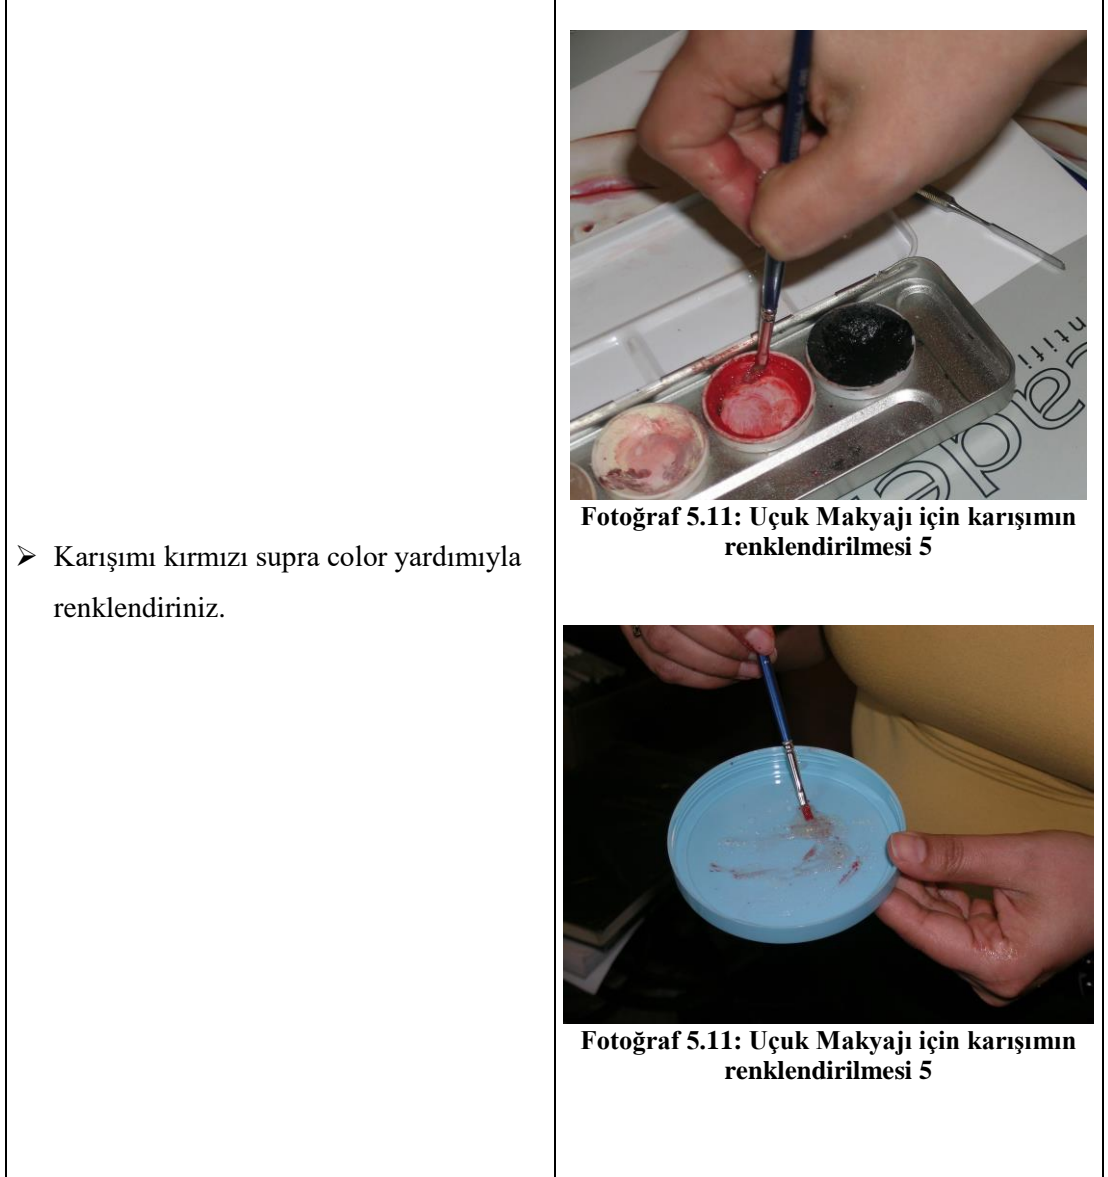 ➢ Karışımı kırmızı supra color yardımıyla
renklendiriniz.
Fotoğraf 5.11: Uçuk Makyajı için karışımın
renklendirilmesi 5
Fotoğraf 5.11: Uçuk Makyajı için karışımın
renklendirilmesi 5